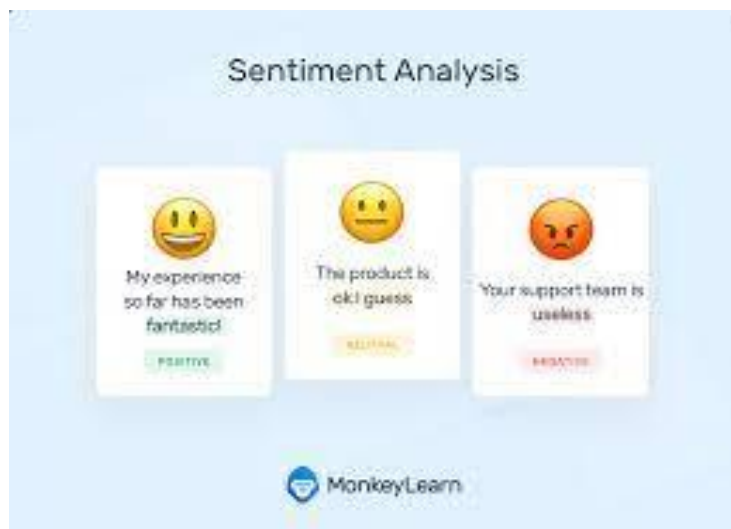 Sentiment Analysis
My experience
so far has been
fantastic!
POSITIVE
The product is
ok I guess
NEUTRAL
Your support team is
useless
NEGATIVE
MonkeyLearn